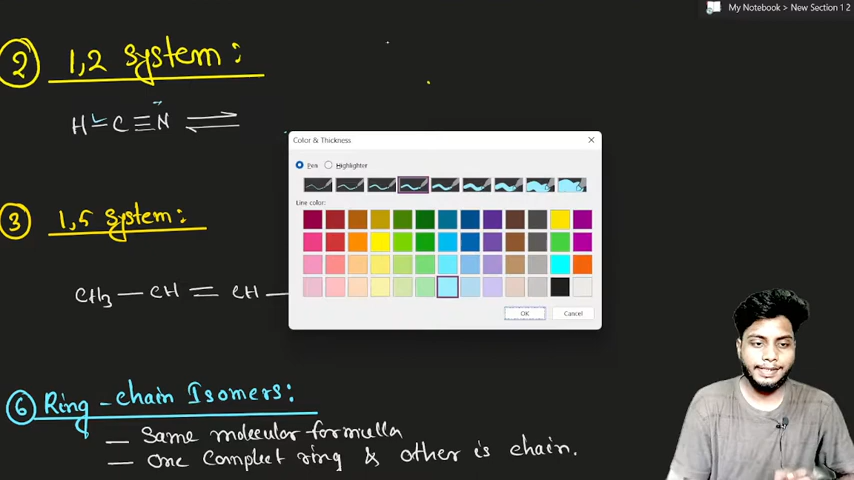 My Notebook > New Section 1 2
② 1,2 System:
H – C ≡ N̈ ⇌
Color & Thickness
Pen Highlighter
Line color:
③ 1,5 System:
CH₃ — CH = CH —
OK Cancel
⑥ Ring-chain Isomers:
— Same molecular formulla
— One Compleet ring & other is chain.